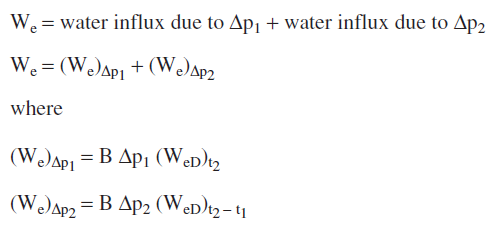 We = water influx due to Δp1 + water influx due to Δp2
We = (We)Δp1 + (We)Δp2
where
(We)Δp1 = B Δp1 (WeD)t2
(We)Δp2 = B Δp2 (WeD)t2 – t1